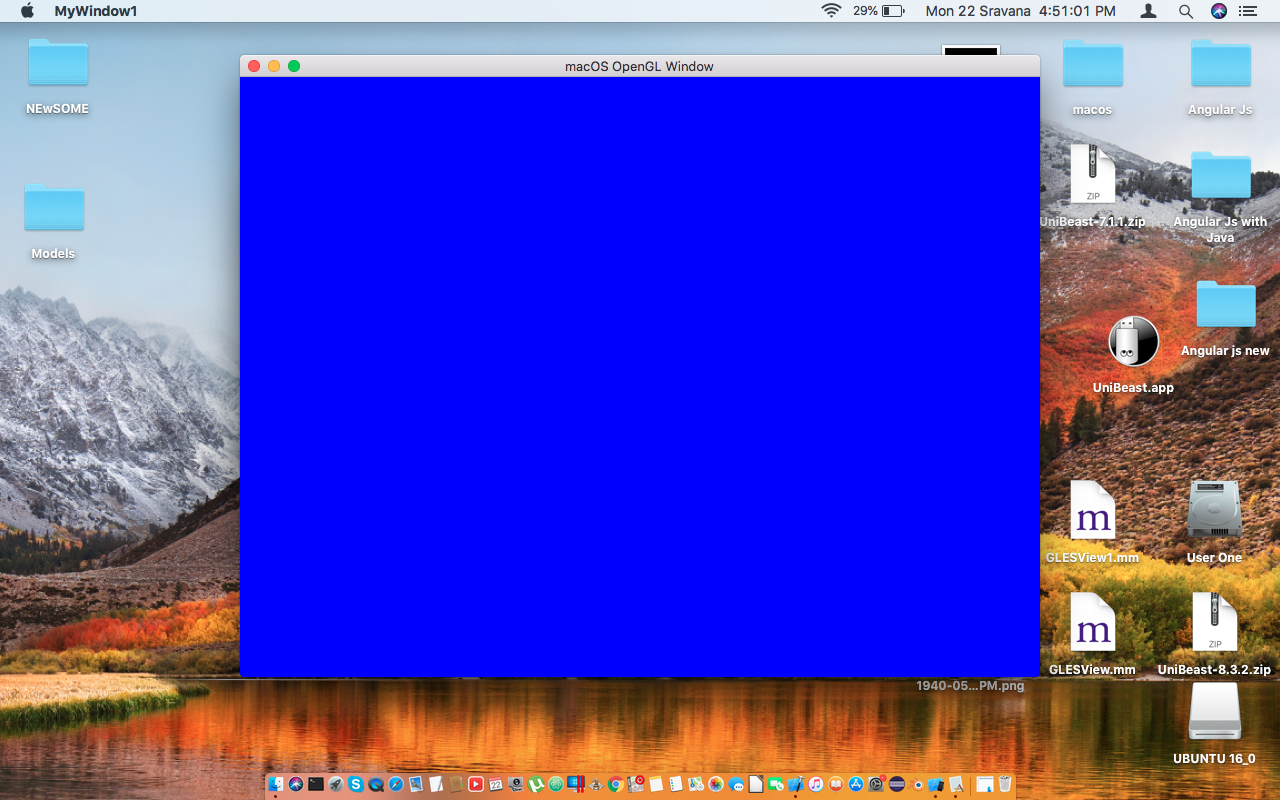 MyWindow1
29%
Mon 22 Sravana 4:51:01 PM
macOS OpenGL Window
NEwSOME
Models
macos
Angular Js
ZIP
UniBeast-7.1.1.zip
Angular Js with
Java
Angular js new
UniBeast.app
m
GLESView1.mm
User One
m
GLESView.mm
ZIP
UniBeast-8.3.2.zip
1940-05...PM.png
UBUNTU 16_0
22